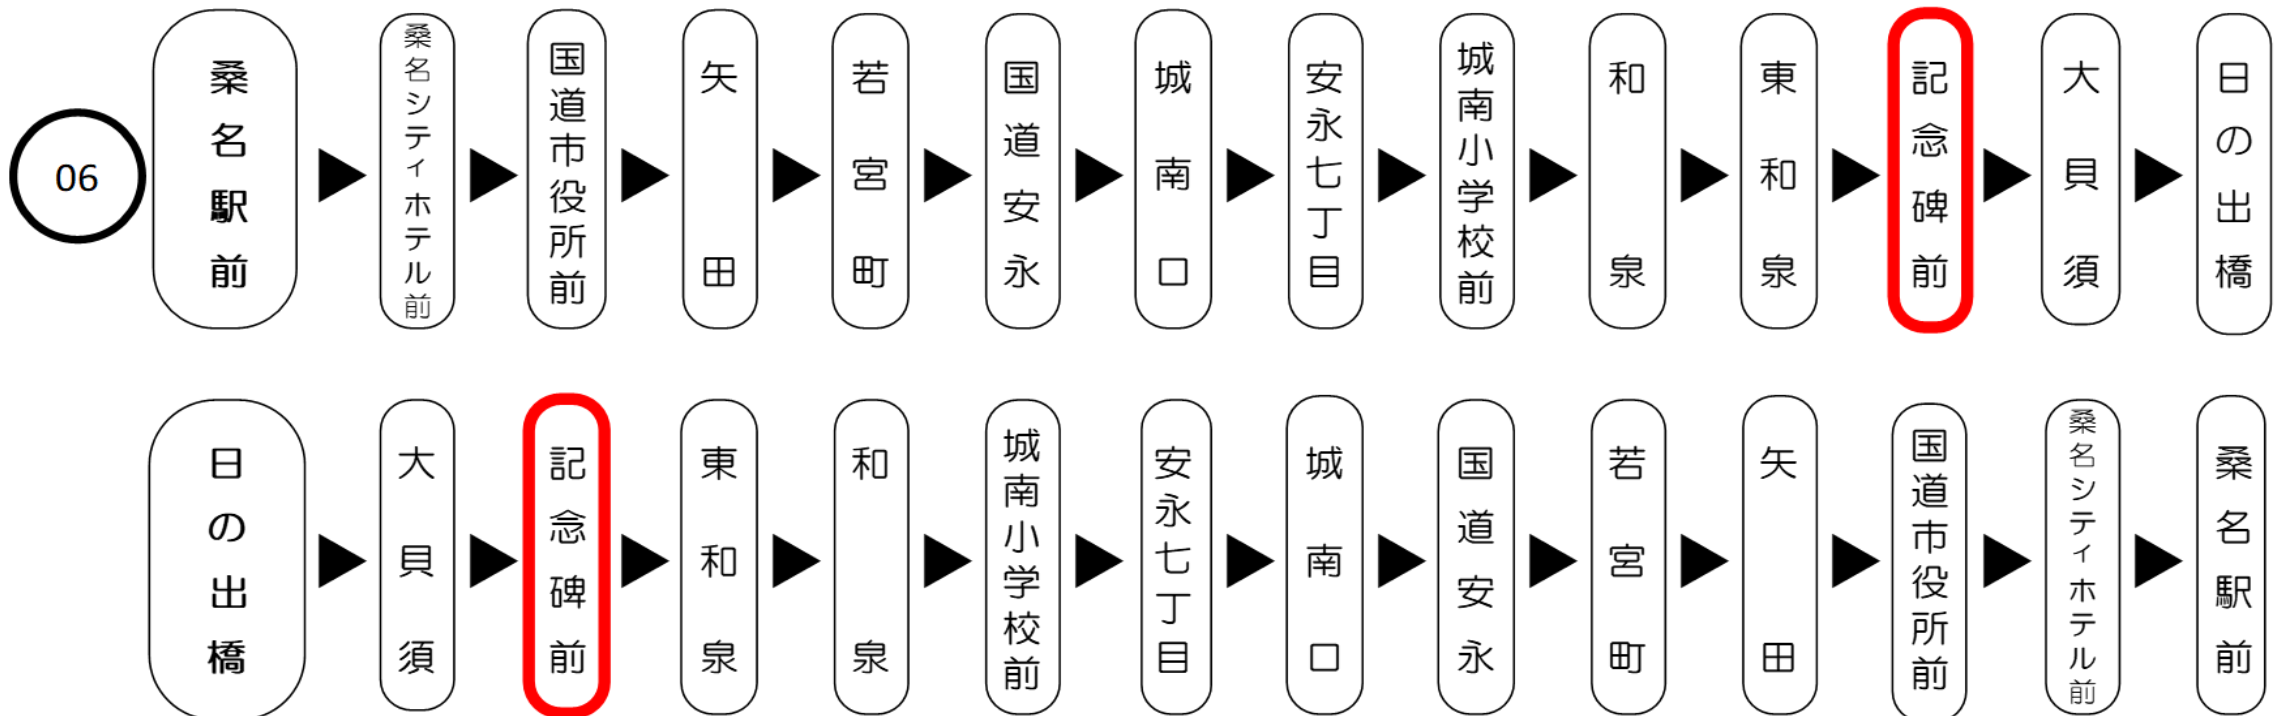 06
桑名駅前
桑名シティホテル前
国道市役所前
矢田
若宮町
国道安永
城南口
安永七丁目
城南小学校前
和泉
東和泉
記念碑前
大貝須
日の出橋
日の出橋
大貝須
記念碑前
東和泉
和泉
城南小学校前
安永七丁目
城南口
国道安永
若宮町
矢田
国道市役所前
桑名シティホテル前
桑名駅前